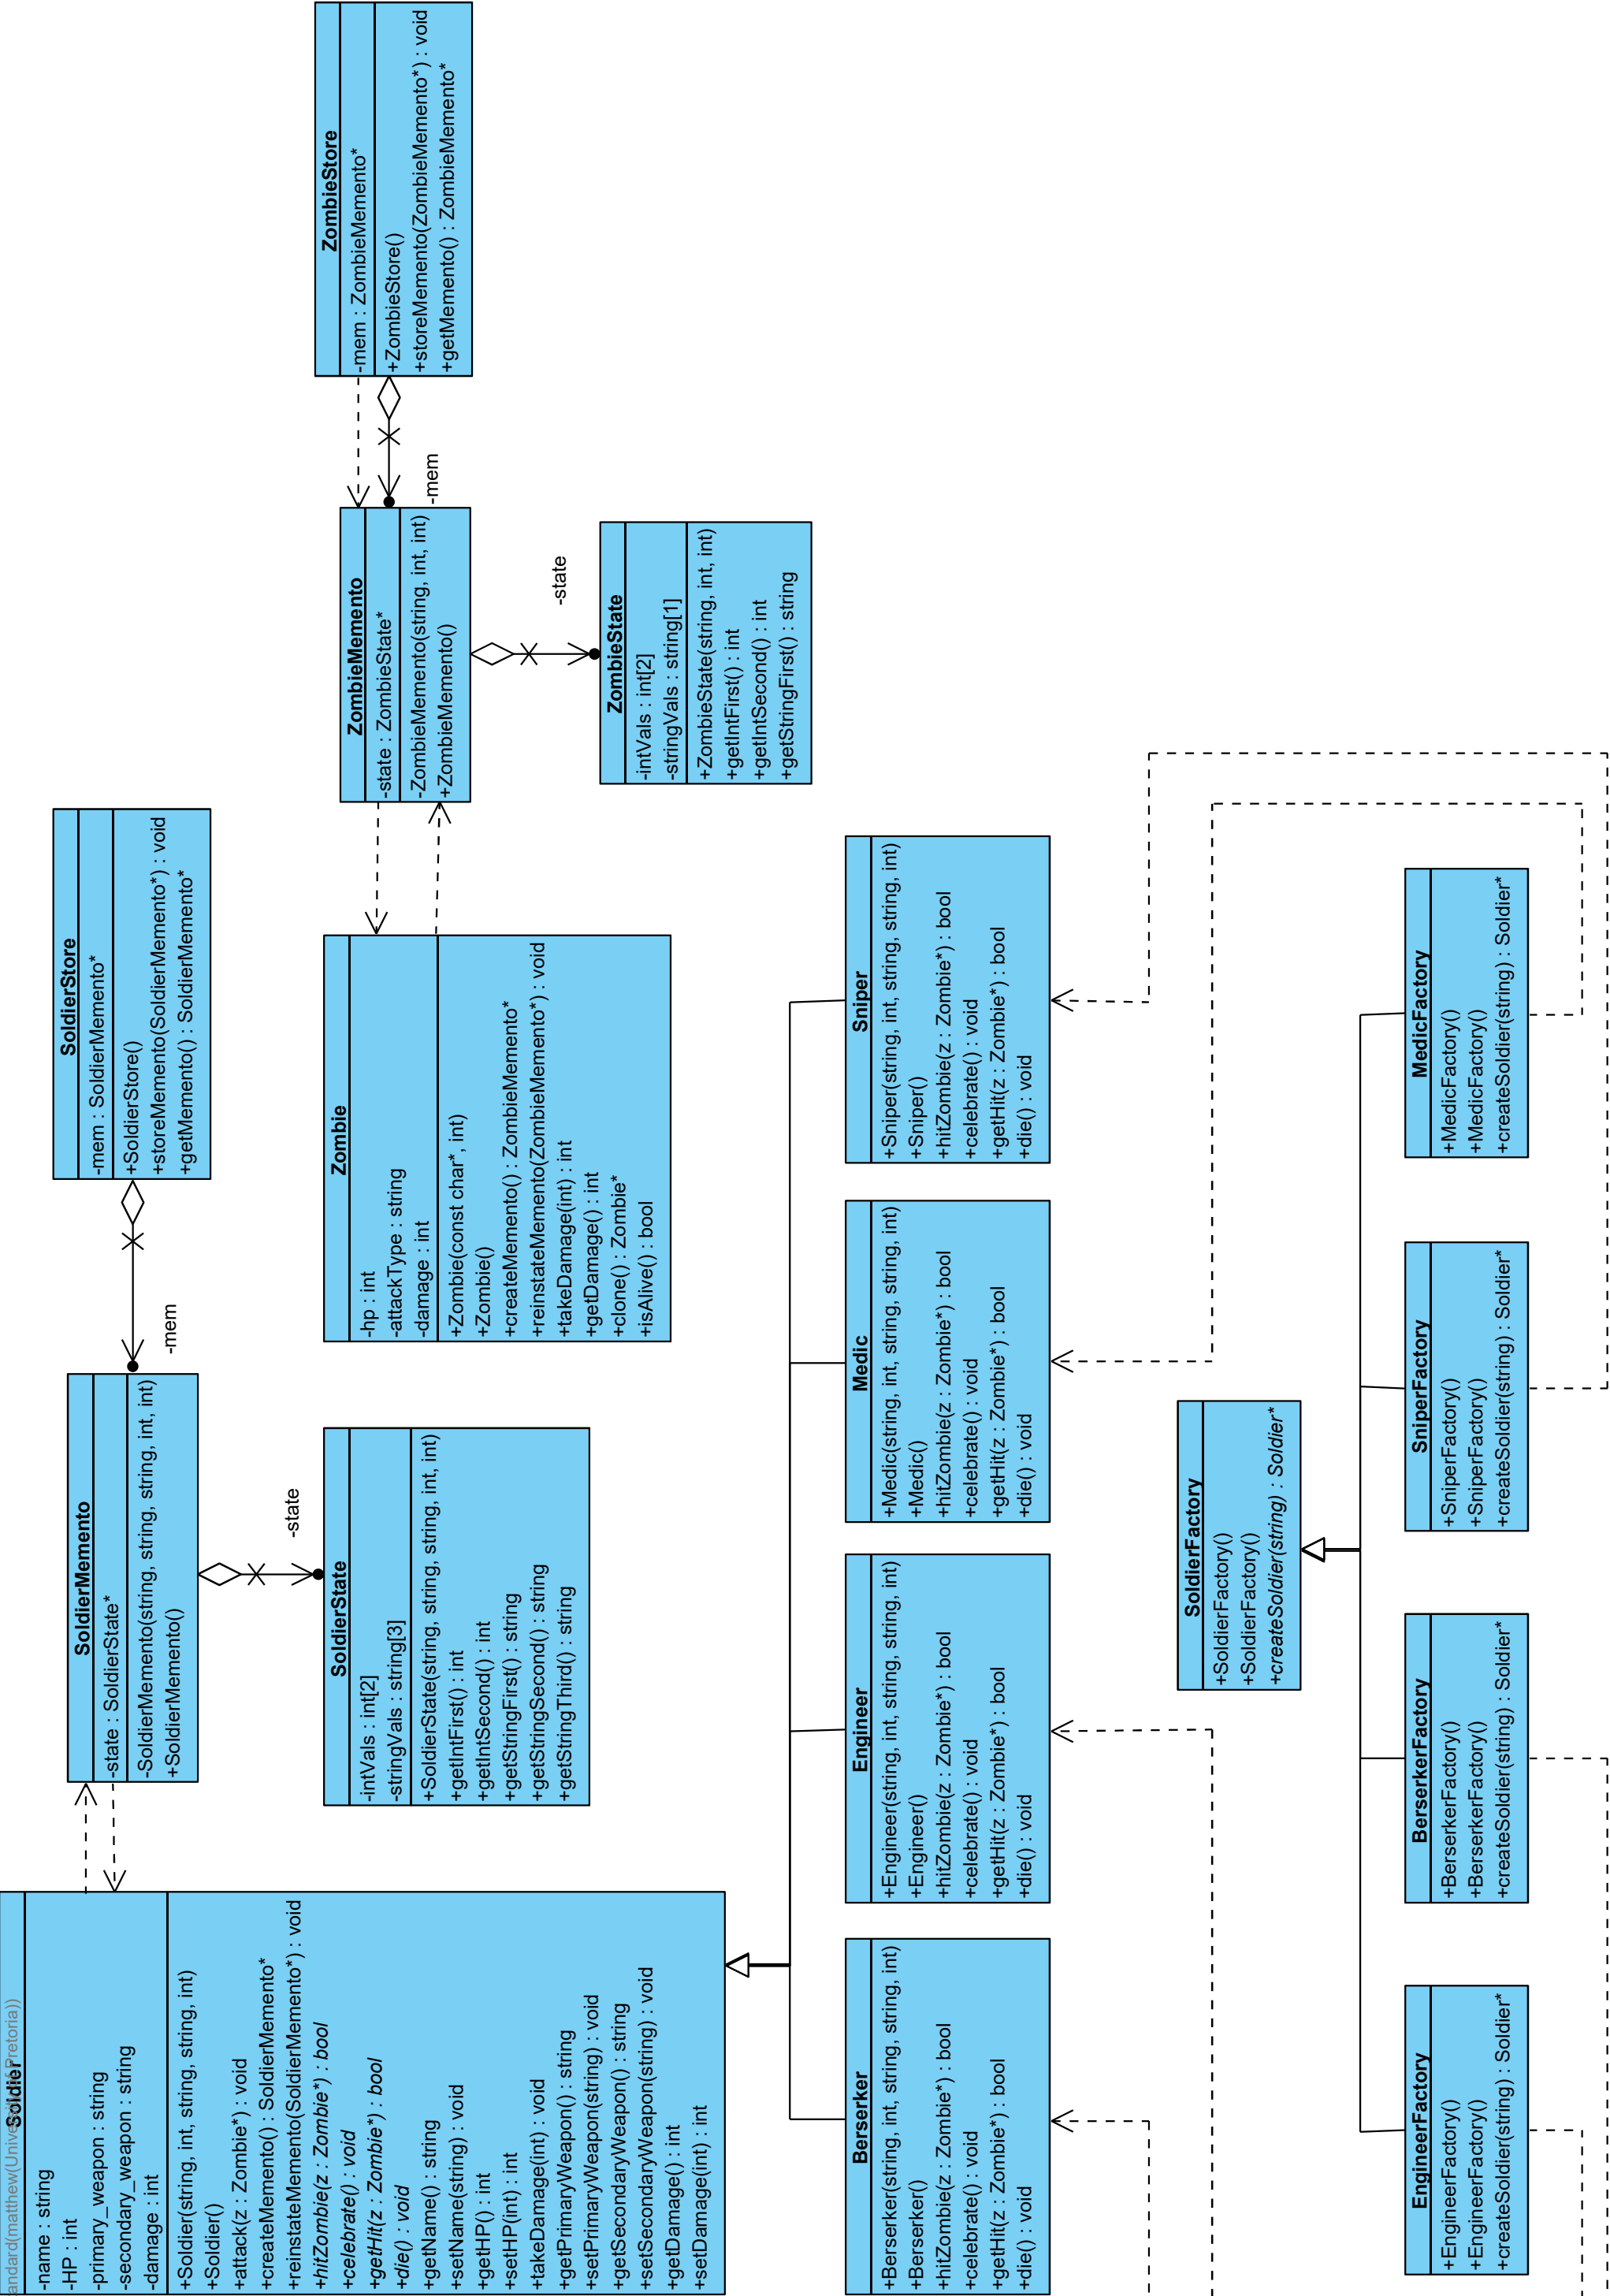 andard(matthew(University of Pretoria))
Soldier
-name : string
-HP : int
-primary_weapon : string
-secondary_weapon : string
-damage : int
+Soldier(string, int, string, string, int)
+Soldier()
+attack(z : Zombie*) : void
+createMemento() : SoldierMemento*
+reinstateMemento(SoldierMemento*) : void
+hitZombie(z : Zombie*) : bool
+celebrate() : void
+getHit(z : Zombie*) : bool
+die() : void
+getName() : string
+setName(string) : void
+getHP() : int
+setHP(int) : int
+takeDamage(int) : void
+getPrimaryWeapon() : string
+setPrimaryWeapon(string) : void
+getSecondaryWeapon() : string
+setSecondaryWeapon(string) : void
+getDamage() : int
+setDamage(int) : int
SoldierMemento
-state : SoldierState*
-SoldierMemento(string, string, string, int, int)
+SoldierMemento()
-mem
SoldierStore
-mem : SoldierMemento*
+SoldierStore()
+storeMemento(SoldierMemento*) : void
+getMemento() : SoldierMemento*
-state
SoldierState
-intVals : int[2]
-stringVals : string[3]
+SoldierState(string, string, string, int, int)
+getIntFirst() : int
+getIntSecond() : int
+getStringFirst() : string
+getStringSecond() : string
+getStringThird() : string
Zombie
-hp : int
-attackType : string
-damage : int
+Zombie(const char*, int)
+Zombie()
+createMemento() : ZombieMemento*
+reinstateMemento(ZombieMemento*) : void
+takeDamage(int) : int
+getDamage() : int
+clone() : Zombie*
+isAlive() : bool
ZombieMemento
-state : ZombieState*
-ZombieMemento(string, int, int)
+ZombieMemento()
-mem
ZombieStore
-mem : ZombieMemento*
+ZombieStore()
+storeMemento(ZombieMemento*) : void
+getMemento() : ZombieMemento*
-state
ZombieState
-intVals : int[2]
-stringVals : string[1]
+ZombieState(string, int, int)
+getIntFirst() : int
+getIntSecond() : int
+getStringFirst() : string
Berserker
+Berserker(string, int, string, string, int)
+Berserker()
+hitZombie(z : Zombie*) : bool
+celebrate() : void
+getHit(z : Zombie*) : bool
+die() : void
Engineer
+Engineer(string, int, string, string, int)
+Engineer()
+hitZombie(z : Zombie*) : bool
+celebrate() : void
+getHit(z : Zombie*) : bool
+die() : void
Medic
+Medic(string, int, string, string, int)
+Medic()
+hitZombie(z : Zombie*) : bool
+celebrate() : void
+getHit(z : Zombie*) : bool
+die() : void
Sniper
+Sniper(string, int, string, string, int)
+Sniper()
+hitZombie(z : Zombie*) : bool
+celebrate() : void
+getHit(z : Zombie*) : bool
+die() : void
SoldierFactory
+SoldierFactory()
+SoldierFactory()
+createSoldier(string) : Soldier*
EngineerFactory
+EngineerFactory()
+EngineerFactory()
+createSoldier(string) : Soldier*
BerserkerFactory
+BerserkerFactory()
+BerserkerFactory()
+createSoldier(string) : Soldier*
SniperFactory
+SniperFactory()
+SniperFactory()
+createSoldier(string) : Soldier*
MedicFactory
+MedicFactory()
+MedicFactory()
+createSoldier(string) : Soldier*